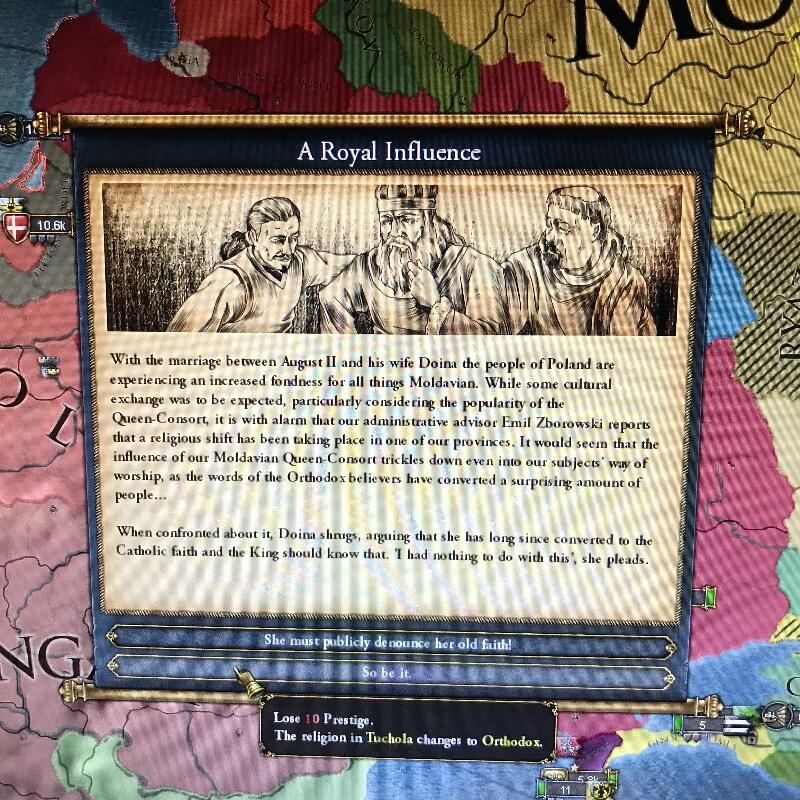 MO
10.6k
A Royal Influence
With the marriage between August II and his wife Doina the people of Poland are
experiencing an increased fondness for all things Moldavian. While some cultural
exchange was to be expected, particularly considering the popularity of the
Queen-Consort, it is with alarm that our administrative advisor Emil Zborowski reports
that a religious shift has been taking place in one of our provinces. It would seem that the
influence of our Moldavian Queen-Consort trickles down even into our subjects' way of
worship, as the words of the Orthodox believers have converted a surprising amount of
people...
When confronted about it, Doina shrugs, arguing that she has long since converted to the
Catholic faith and the King should know that. 'I had nothing to do with this', she pleads.
She must publicly denounce her old faith!
So be it.
Lose 10 Prestige.
The religion in Tuchola changes to Orthodox.
RYAZ
O L
NGA
5
11